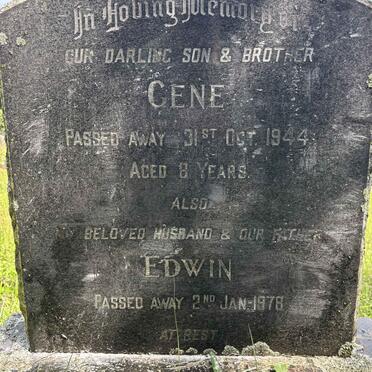 In Loving Memory of
OUR DARLING SON & BROTHER
GENE
PASSED AWAY 31ST OCT. 1944
AGED 8 YEARS.
ALSO
MY BELOVED HUSBAND & OUR FATHER
EDWIN
PASSED AWAY 2ND JAN. 1978
AT REST